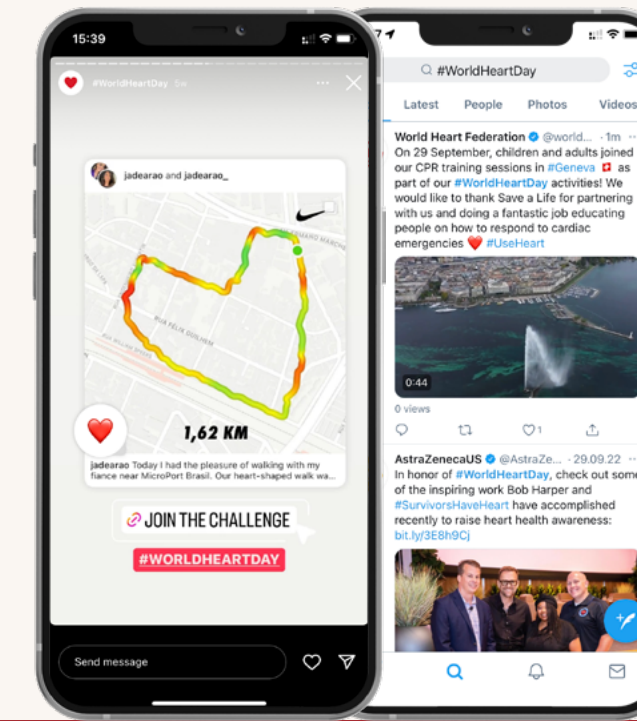 15:39
#WorldHeartDay 5w
jadearao and jadearao_
RUA FELIX GUILHEM
1,62 KM
jadearao Today I had the pleasure of walking with my
fiance near MicroPort Brasil. Our heart-shaped walk wa...
JOIN THE CHALLENGE
#WORLDHEARTDAY
Send message
#WorldHeartDay
Latest People Photos Videos
World Heart Federation @world... · 1m
On 29 September, children and adults joined
our CPR training sessions in #Geneva 🇨🇭 as
part of our #WorldHeartDay activities! We
would like to thank Save a Life for partnering
with us and doing a fantastic job educating
people on how to respond to cardiac
emergencies ❤️ #UseHeart
0:44
0 views
1
AstraZenecaUS @AstraZe... · 29.09.22
In honor of #WorldHeartDay, check out some
of the inspiring work Bob Harper and
#SurvivorsHaveHeart have accomplished
recently to raise heart health awareness:
bit.ly/3E8h9Cj